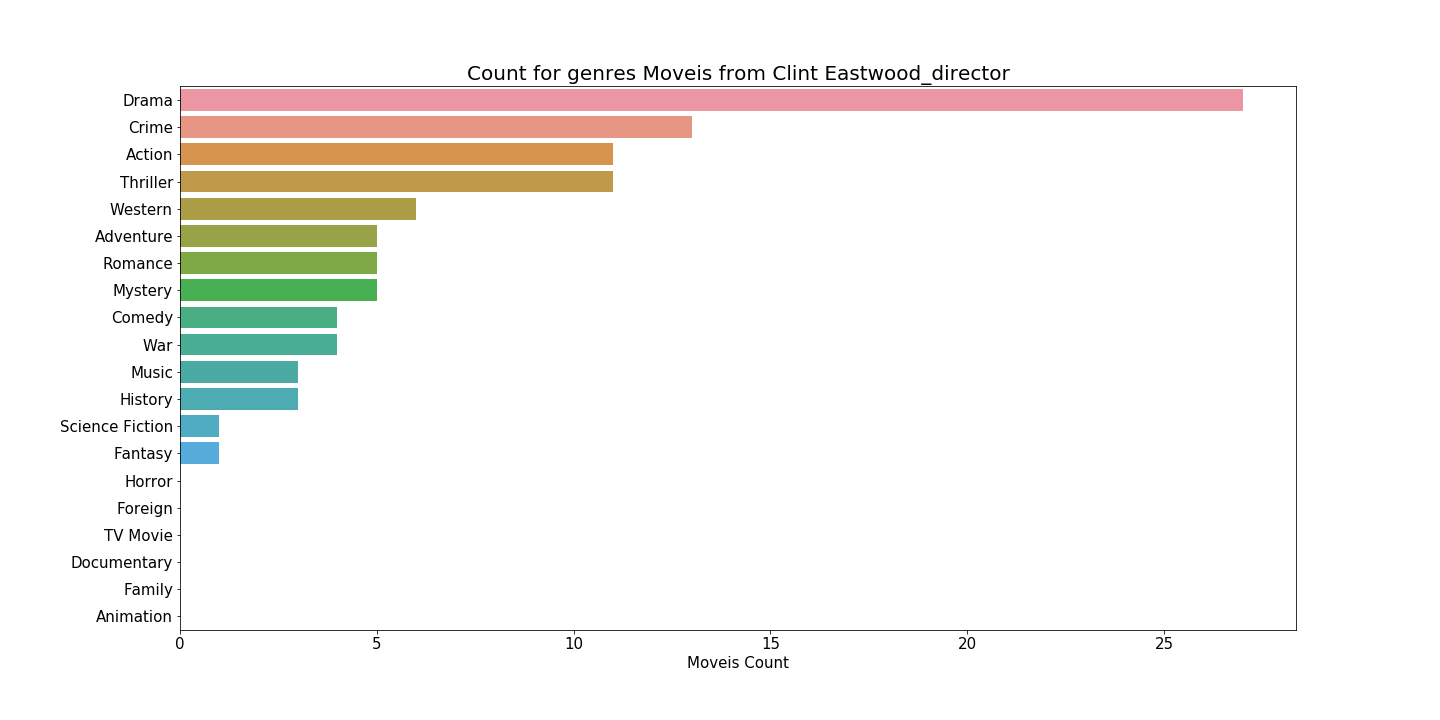 Count for genres Moveis from Clint Eastwood_director
Drama
Crime
Action
Thriller
Western
Adventure
Romance
Mystery
Comedy
War
Music
History
Science Fiction
Fantasy
Horror
Foreign
TV Movie
Documentary
Family
Animation
0 5 10 15 20 25
Moveis Count